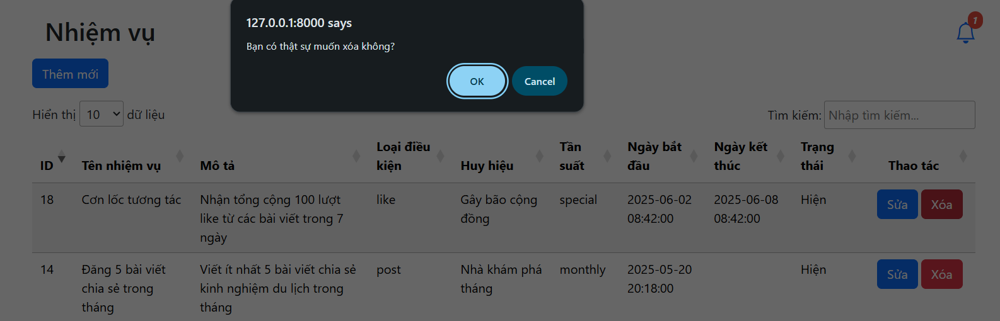 127.0.0.1:8000 says
Bạn có thật sự muốn xóa không?
OK Cancel
Nhiệm vụ
1
Thêm mới
Hiển thị 10 dữ liệu
Tìm kiếm: Nhập tìm kiếm...
ID Tên nhiệm vụ Mô tả Loại điều kiện Huy hiệu Tần suất Ngày bắt đầu Ngày kết thúc Trạng thái Thao tác
18 Cơn lốc tương tác Nhận tổng cộng 100 lượt like từ các bài viết trong 7 ngày like Gây bão cộng đồng special 2025-06-02 08:42:00 2025-06-08 08:42:00 Hiện Sửa Xóa
14 Đăng 5 bài viết chia sẻ trong tháng Viết ít nhất 5 bài viết chia sẻ kinh nghiệm du lịch trong tháng post Nhà khám phá tháng monthly 2025-05-20 20:18:00 Hiện Sửa Xóa